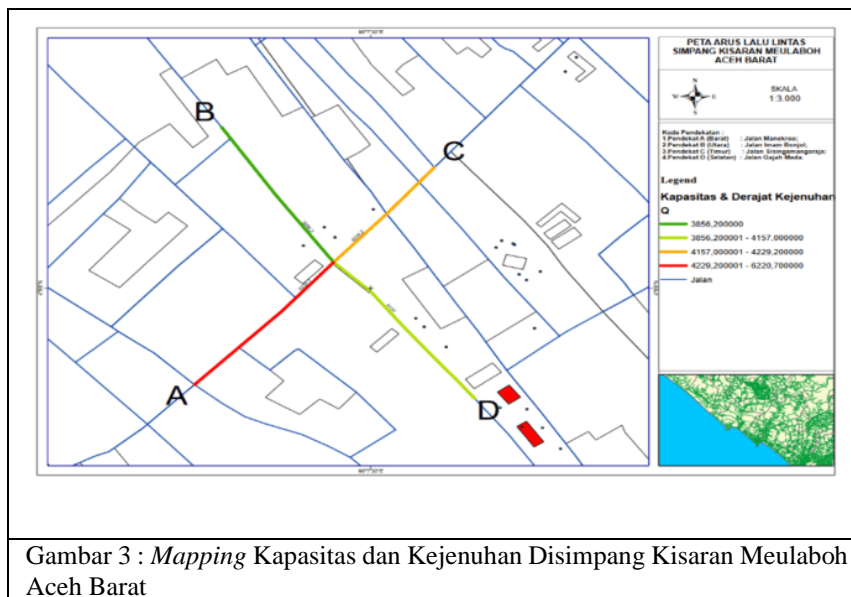 PETA ARUS LALU LINTAS
SIMPANG KISARAN MEULABOH
ACEH BARAT
N
W
E
S
SKALA
1:3.000
Kode Pendekatan :
1.Pendekat A (Barat) : Jalan Manekroo;
2.Pendekat B (Utara) : Jalan Imam Bonjol;
3.Pendekat C (Timur) : Jalan Sisingamangaraja;
4.Pendekat D (Selatan) : Jalan Gajah Mada.
Legend
Kapasitas & Derajat Kejenuhan
Q
3856,200000
3856,200001 - 4157,000000
4157,000001 - 4229,200000
4229,200001 - 6220,700000
Jalan
B
C
A
D
Gambar 3 : Mapping Kapasitas dan Kejenuhan Disimpang Kisaran Meulaboh
Aceh Barat